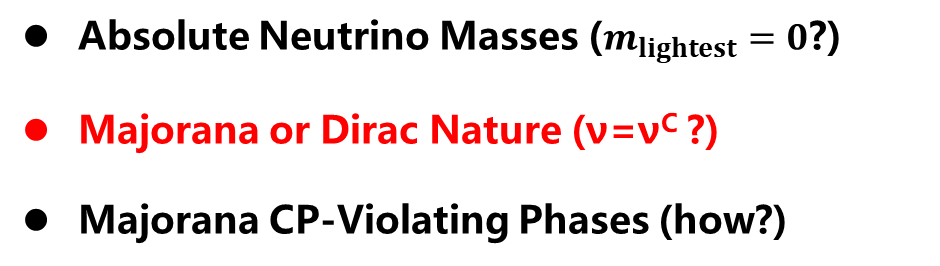 ● Absolute Neutrino Masses (m_lightest = 0?)
● Majorana or Dirac Nature (ν=ν^C ?)
● Majorana CP-Violating Phases (how?)